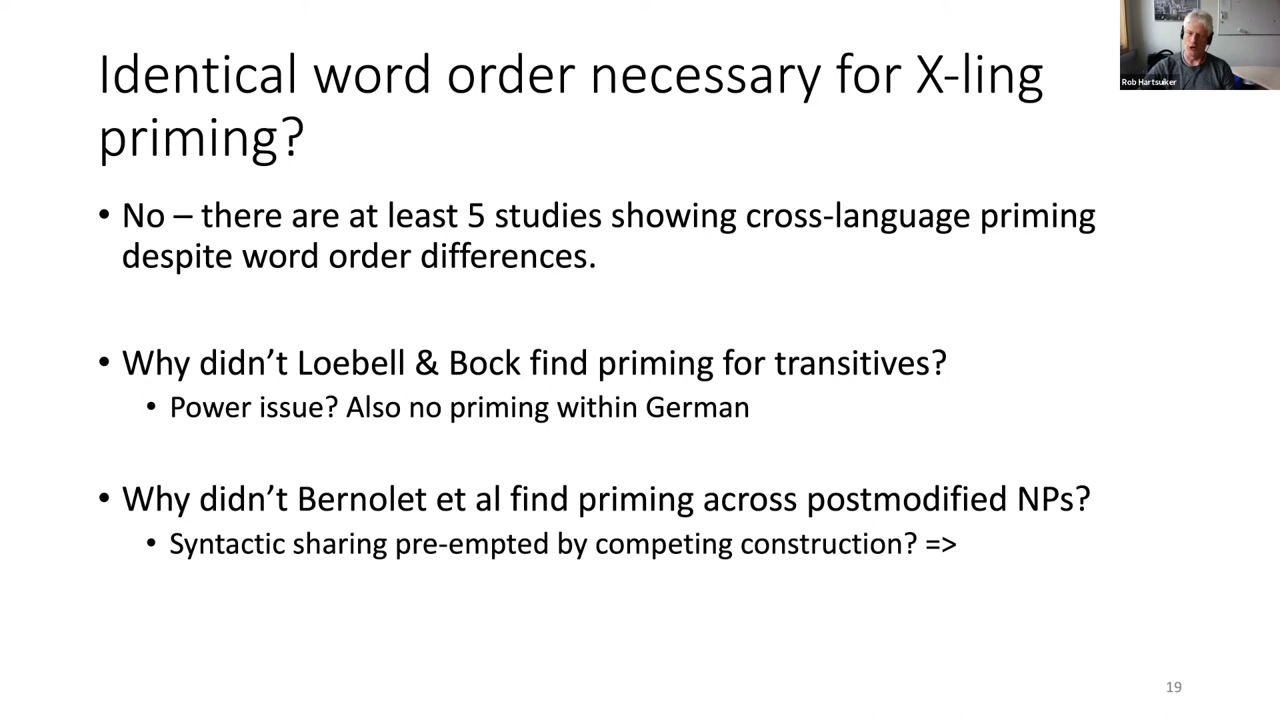 Identical word order necessary for X-ling
priming?
Rob Hartsuiker
• No – there are at least 5 studies showing cross-language priming
despite word order differences.
• Why didn’t Loebell & Bock find priming for transitives?
• Power issue? Also no priming within German
• Why didn’t Bernolet et al find priming across postmodified NPs?
• Syntactic sharing pre-empted by competing construction? =>
19